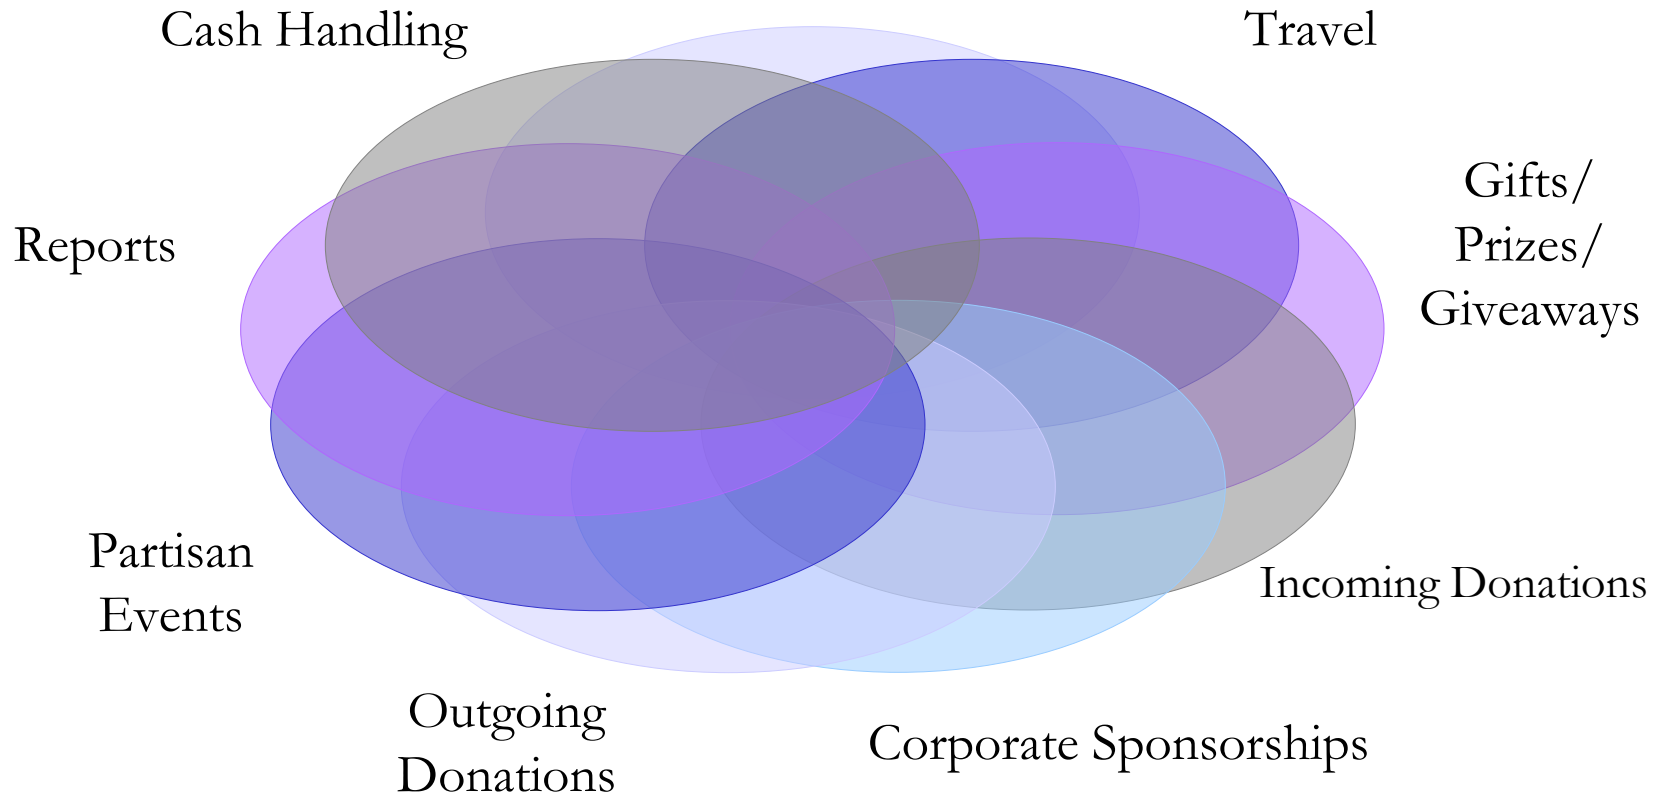 Cash Handling
Travel
Gifts/
Prizes/
Giveaways
Reports
Partisan
Events
Incoming Donations
Outgoing
Donations
Corporate Sponsorships